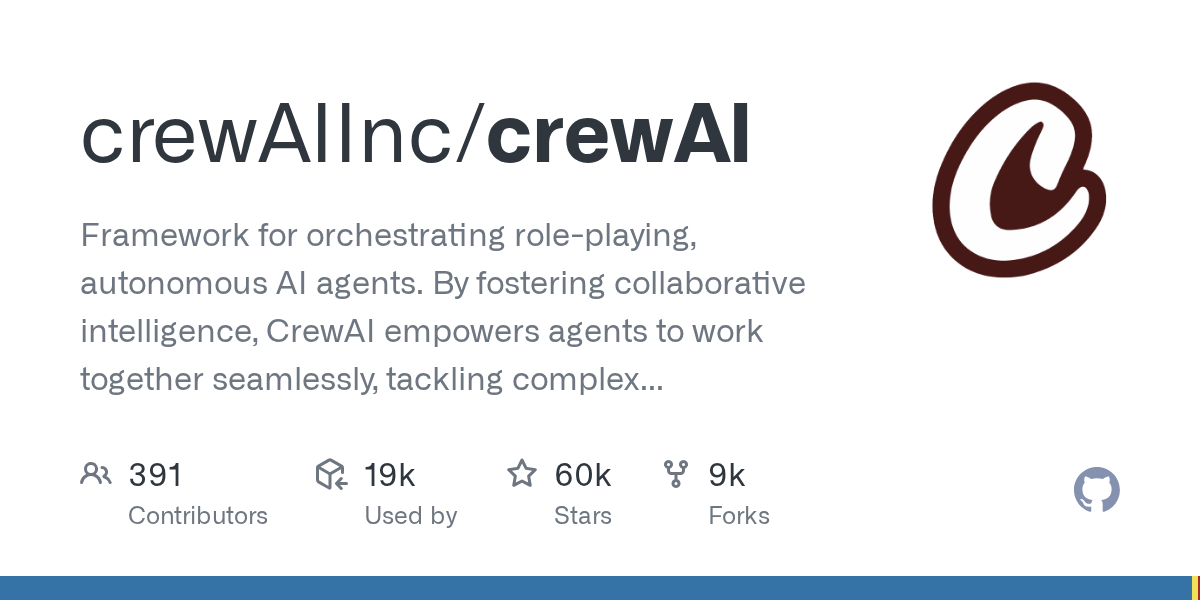 crewAIInc/crewAI
Framework for orchestrating role-playing,
autonomous AI agents. By fostering collaborative
intelligence, CrewAI empowers agents to work
together seamlessly, tackling complex...
391 19k 60k 9k
Contributors Used by Stars Forks